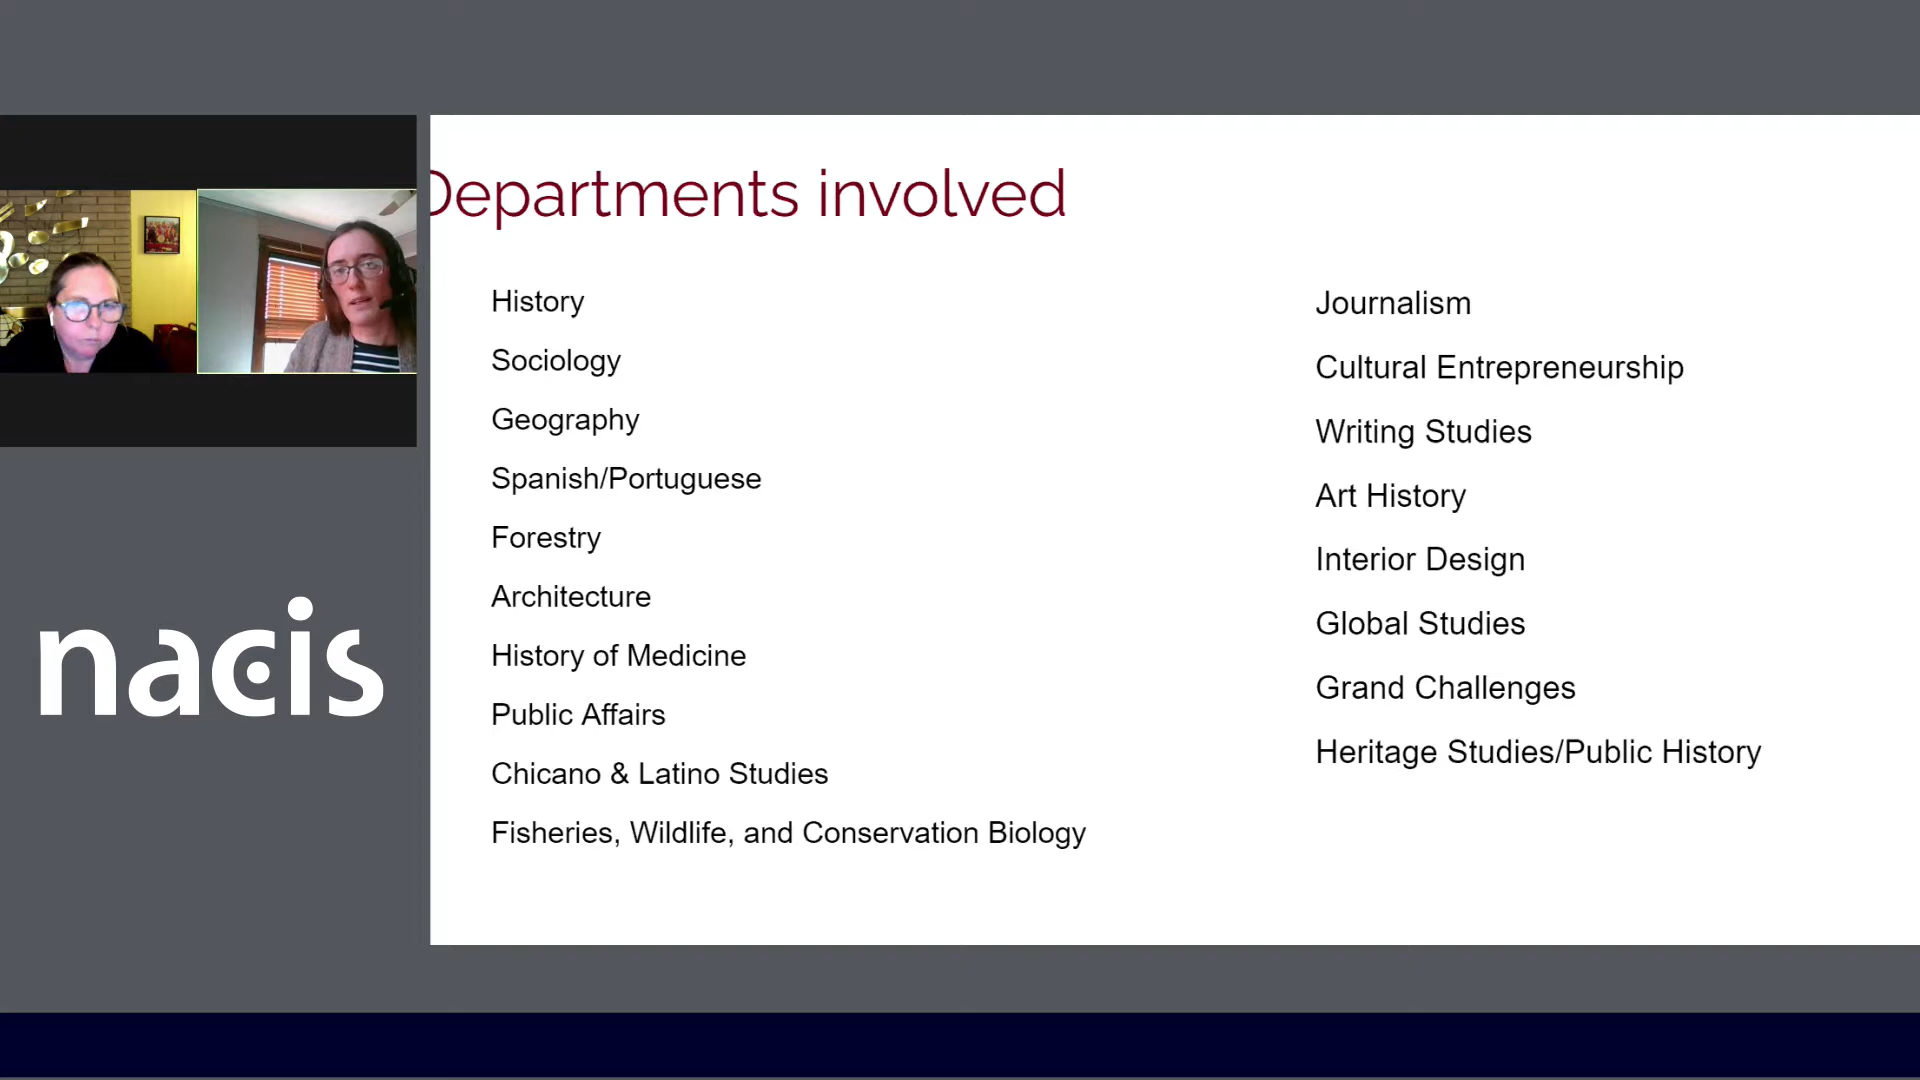 Departments involved
History
Sociology
Geography
Spanish/Portuguese
Forestry
Architecture
History of Medicine
Public Affairs
Chicano & Latino Studies
Fisheries, Wildlife, and Conservation Biology
Journalism
Cultural Entrepreneurship
Writing Studies
Art History
Interior Design
Global Studies
Grand Challenges
Heritage Studies/Public History
nacis